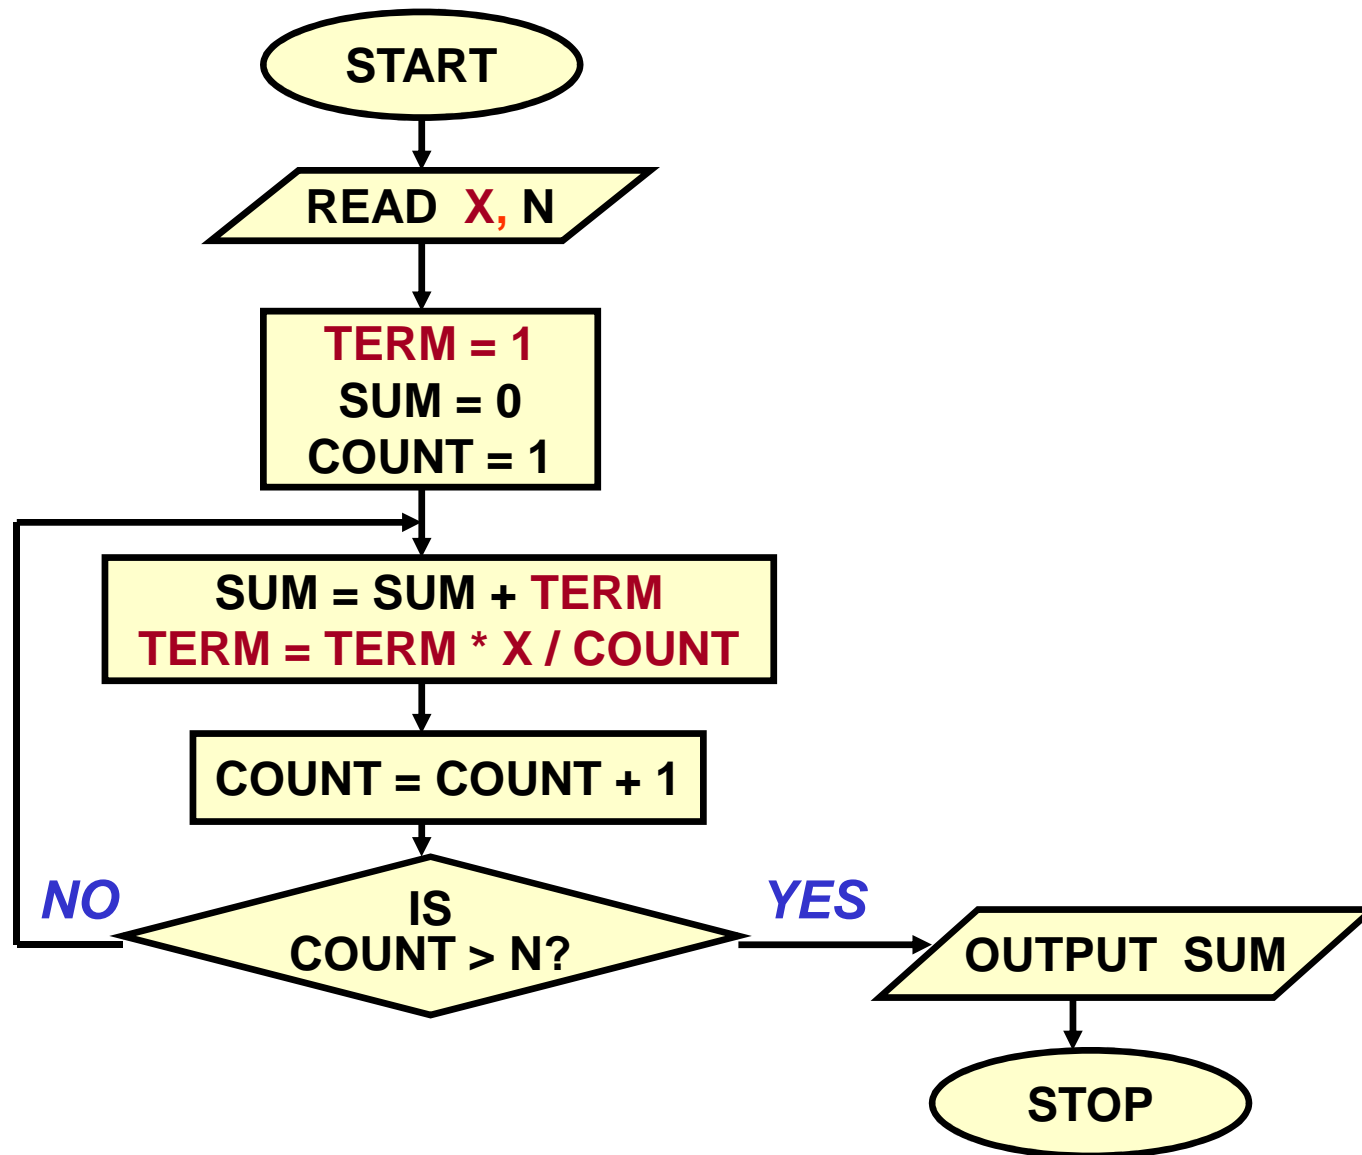 START
READ X, N
TERM = 1
SUM = 0
COUNT = 1
SUM = SUM + TERM
TERM = TERM * X / COUNT
COUNT = COUNT + 1
NO
IS
COUNT > N?
YES
OUTPUT SUM
STOP